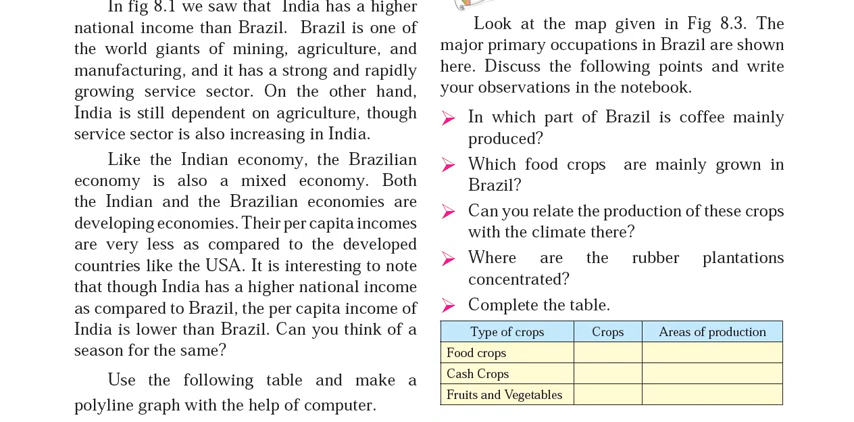 In fig 8.1 we saw that India has a higher
national income than Brazil. Brazil is one of
the world giants of mining, agriculture, and
manufacturing, and it has a strong and rapidly
growing service sector. On the other hand,
India is still dependent on agriculture, though
service sector is also increasing in India.
Like the Indian economy, the Brazilian
economy is also a mixed economy. Both
the Indian and the Brazilian economies are
developing economies. Their per capita incomes
are very less as compared to the developed
countries like the USA. It is interesting to note
that though India has a higher national income
as compared to Brazil, the per capita income of
India is lower than Brazil. Can you think of a
season for the same?
Use the following table and make a
polyline graph with the help of computer.
Look at the map given in Fig 8.3. The
major primary occupations in Brazil are shown
here. Discuss the following points and write
your observations in the notebook.
In which part of Brazil is coffee mainly
produced?
Which food crops are mainly grown in
Brazil?
Can you relate the production of these crops
with the climate there?
Where are the rubber plantations
concentrated?
Complete the table.
Type of crops Crops Areas of production
Food crops
Cash Crops
Fruits and Vegetables